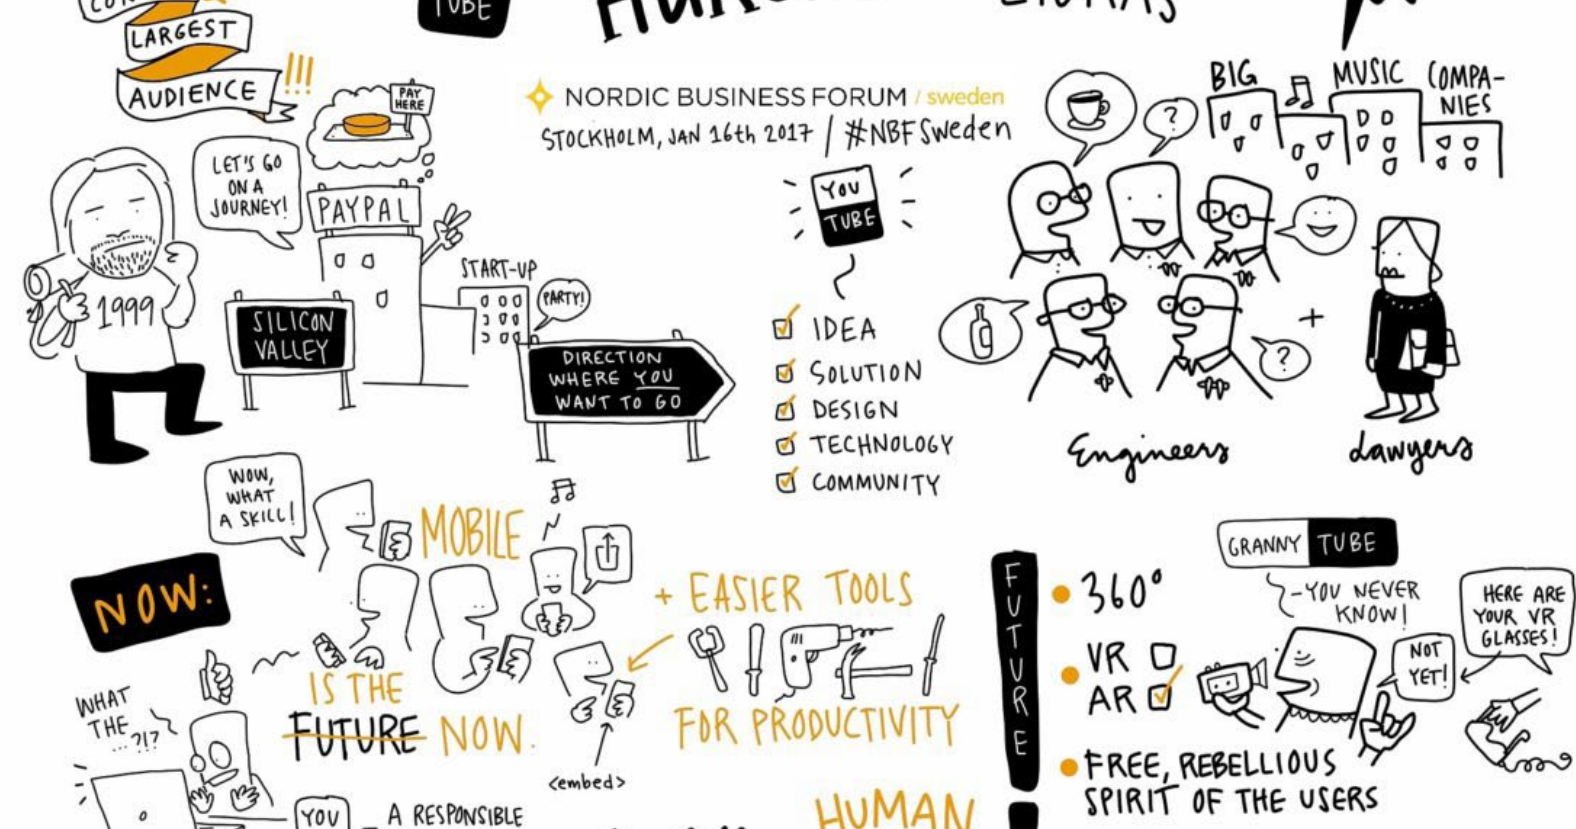 LARGEST
AUDIENCE !!!
TUBE
PAY
HERE
LET'S GO
ON A
JOURNEY!
PAYPAL
1999
SILICON
VALLEY
START-UP
PARTY!
DIRECTION
WHERE YOU
WANT TO GO
NORDIC BUSINESS FORUM / sweden
STOCKHOLM, JAN 16th 2017 / #NBFSweden
YOU
TUBE
IDEA
SOLUTION
DESIGN
TECHNOLOGY
COMMUNITY
BIG MUSIC COMPA-
NIES
?
?
+
Engineers
Lawyers
NOW:
WOW,
WHAT
A SKILL!
MOBILE
IS THE
FUTURE NOW.
WHAT
THE
...?!?
<embed>
+ EASIER TOOLS
FOR PRODUCTIVITY
YOU
A RESPONSIBLE
HUMAN
FUTURE
360°
VR
AR
FREE, REBELLIOUS
SPIRIT OF THE USERS
GRANNY TUBE
-YOU NEVER
KNOW!
NOT
YET!
HERE ARE
YOUR VR
GLASSES!